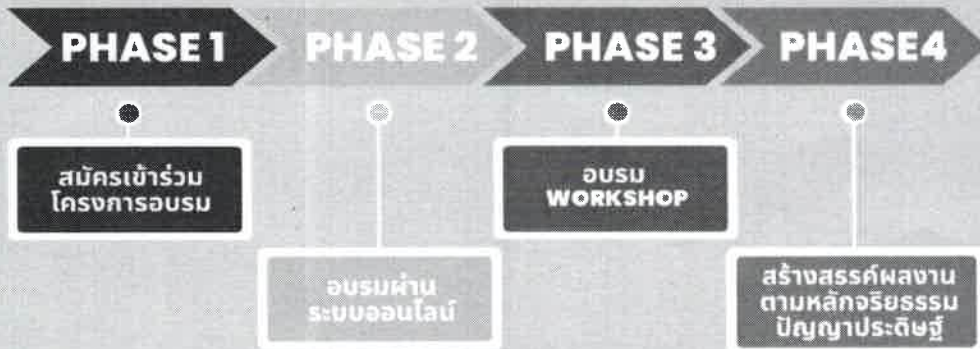 PHASE 1
PHASE 2
PHASE 3
PHASE4
สมัครเข้าร่วม
โครงการอบรม
อบรมผ่าน
ระบบออนไลน์
อบรม
WORKSHOP
สร้างสรรค์ผลงาน
ตามหลักจริยธรรม
ปัญญาประดิษฐ์